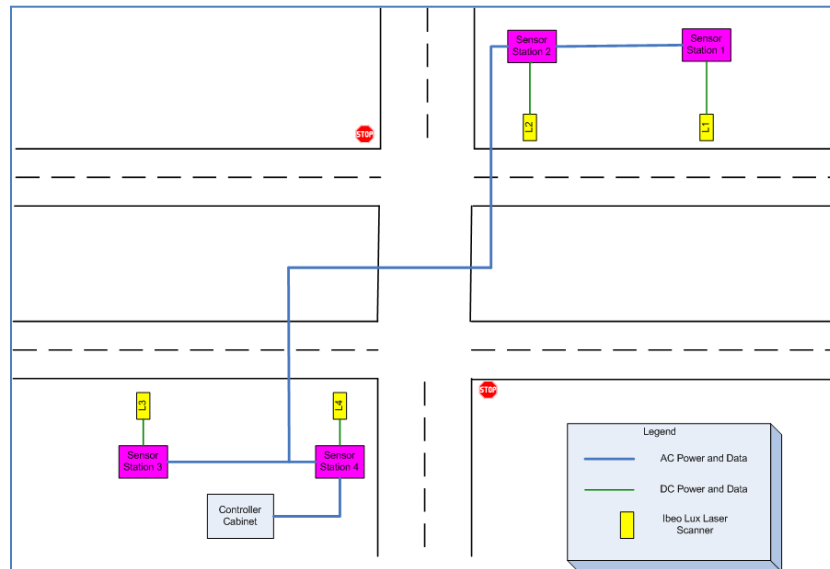 Sensor
Station 2
Sensor
Station 1
L2
L1
STOP
L3
L4
STOP
Sensor
Station 3
Sensor
Station 4
Controller
Cabinet
Legend
AC Power and Data
DC Power and Data
Ibeo Lux Laser
Scanner